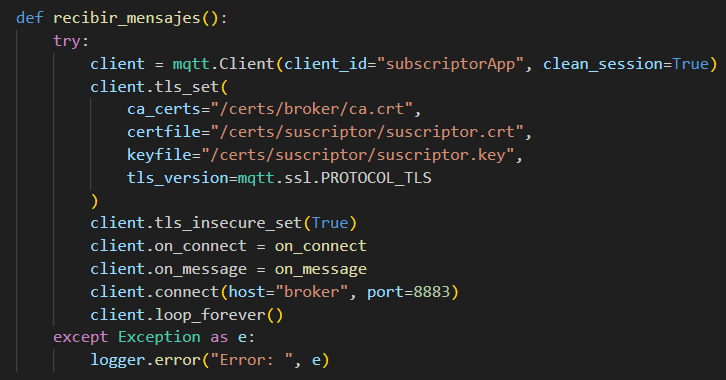 def recibir_mensajes():
    try:
        client = mqtt.Client(client_id="subscriptorApp", clean_session=True)
        client.tls_set(
            ca_certs="/certs/broker/ca.crt",
            certfile="/certs/suscriptor/suscriptor.crt",
            keyfile="/certs/suscriptor/suscriptor.key",
            tls_version=mqtt.ssl.PROTOCOL_TLS
        )
        client.tls_insecure_set(True)
        client.on_connect = on_connect
        client.on_message = on_message
        client.connect(host="broker", port=8883)
        client.loop_forever()
    except Exception as e:
        logger.error("Error: ", e)